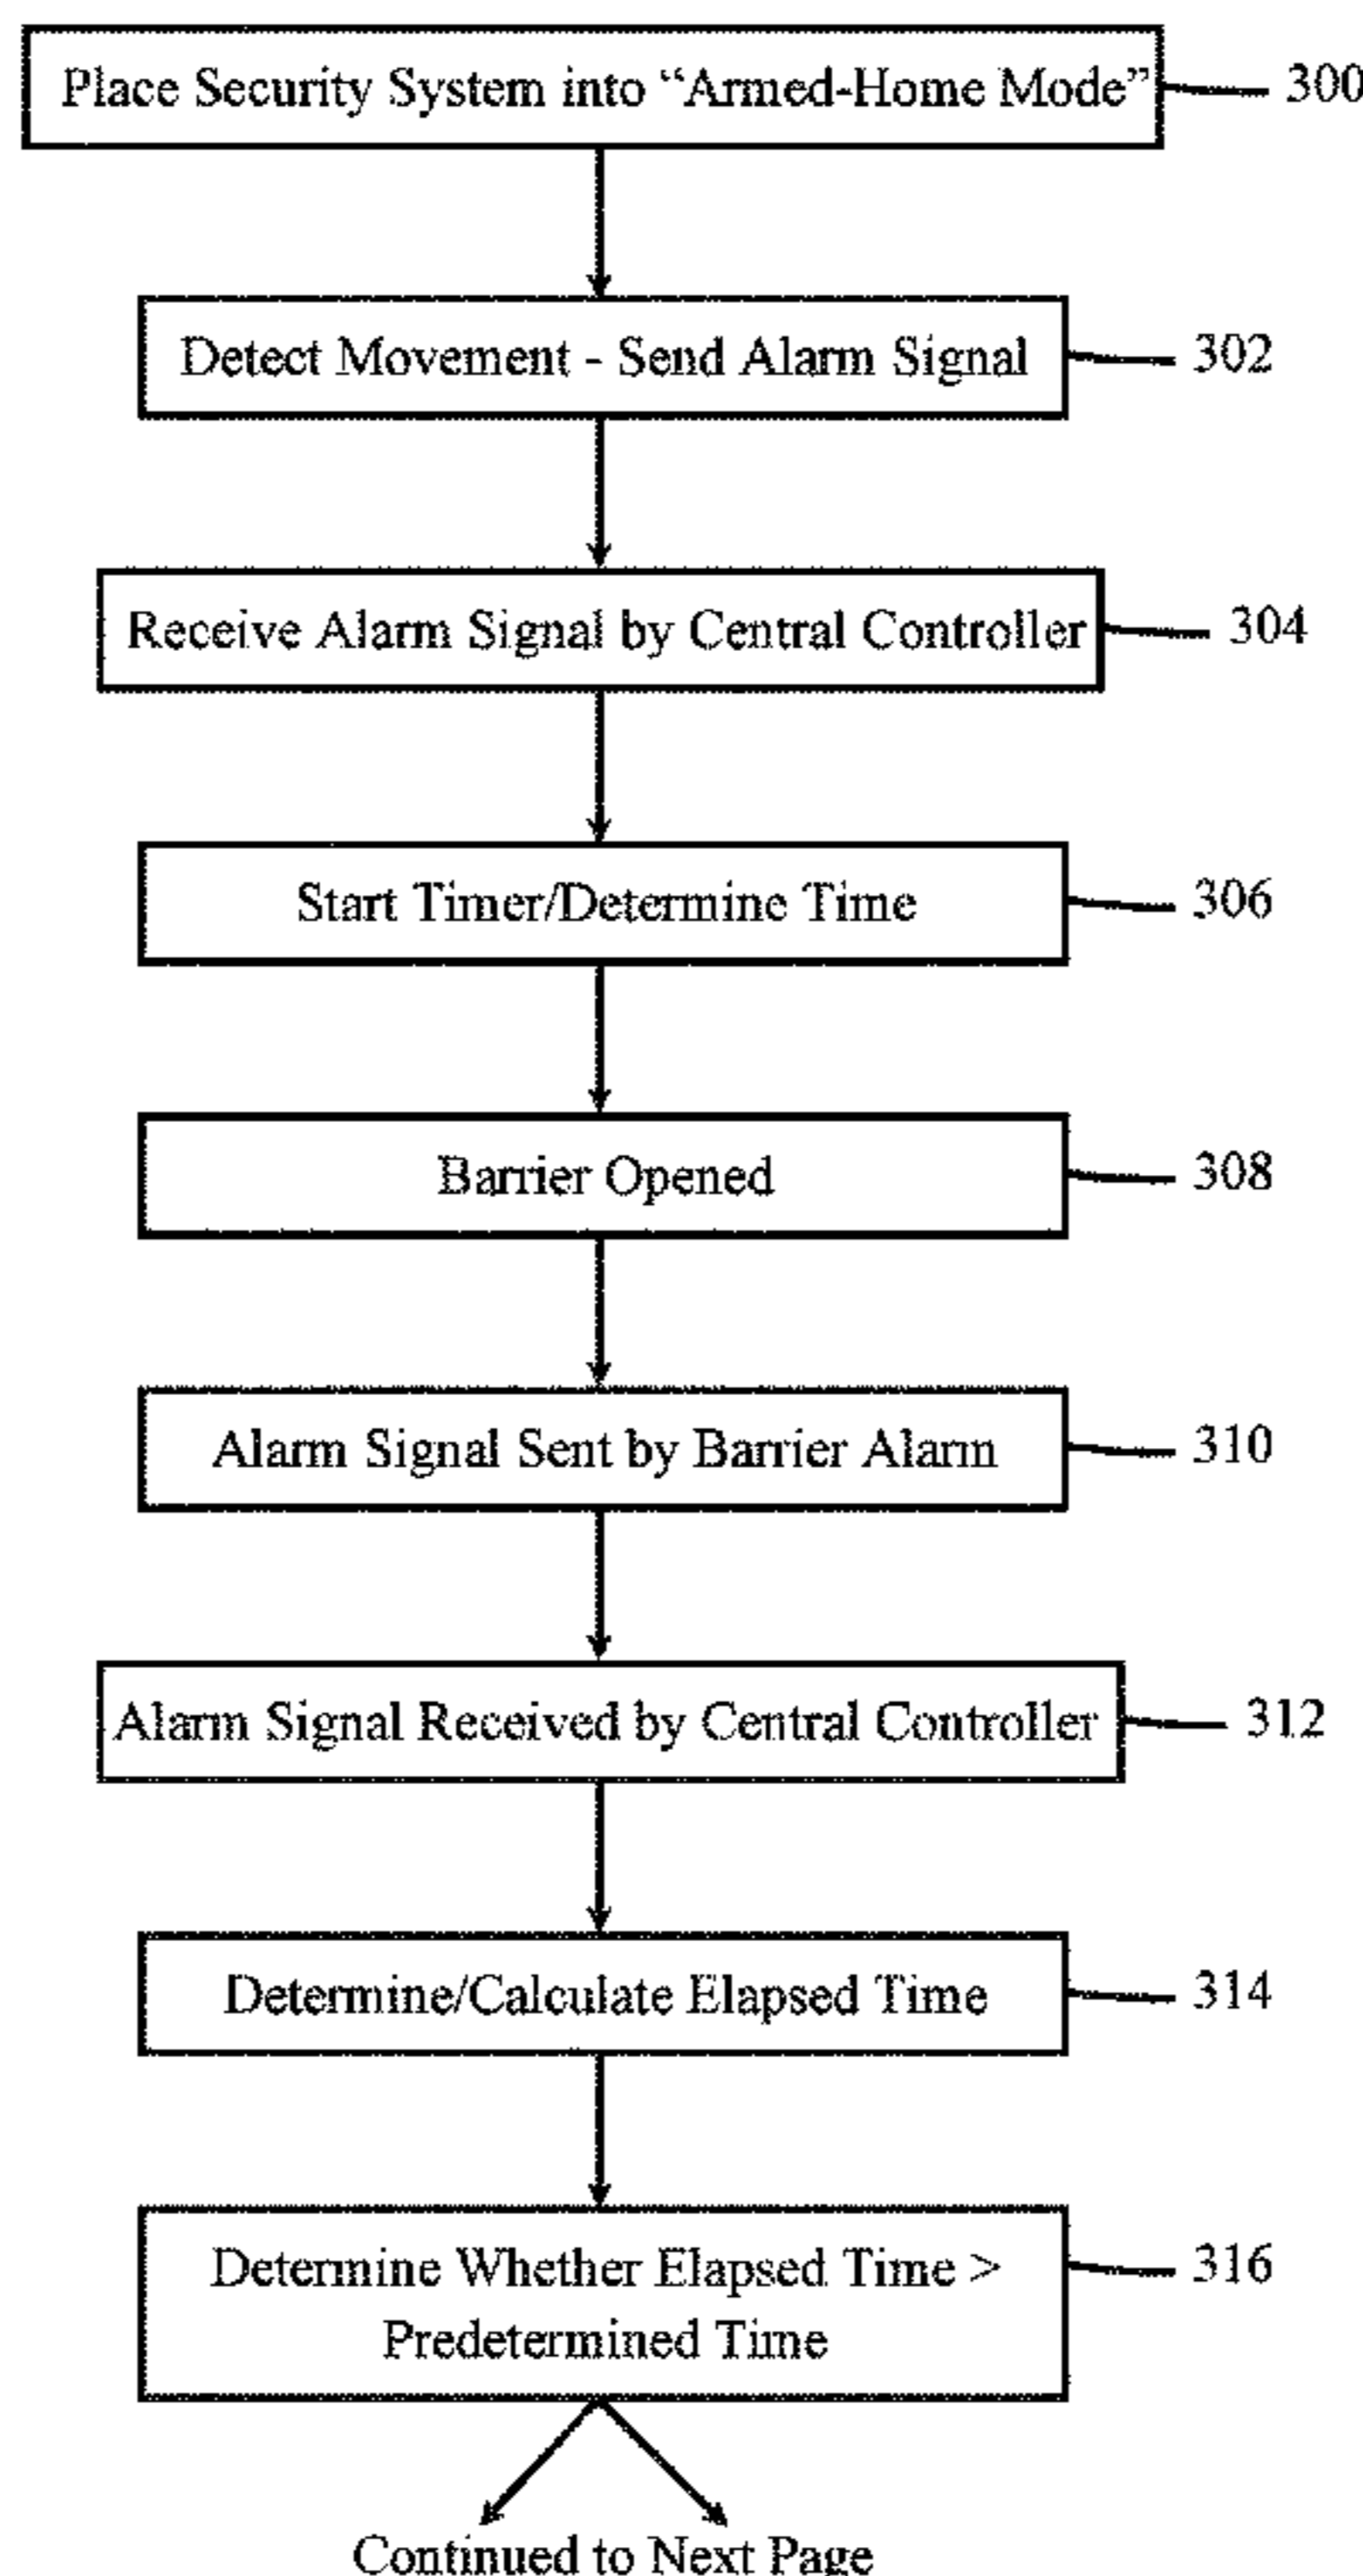 Place Security System into “Armed-Home Mode” 300
Detect Movement - Send Alarm Signal 302
Receive Alarm Signal by Central Controller 304
Start Timer/Determine Time 306
Barrier Opened 308
Alarm Signal Sent by Barrier Alarm 310
Alarm Signal Received by Central Controller 312
Determine/Calculate Elapsed Time 314
Determine Whether Elapsed Time > 316
Predetermined Time
Continued to Next Page